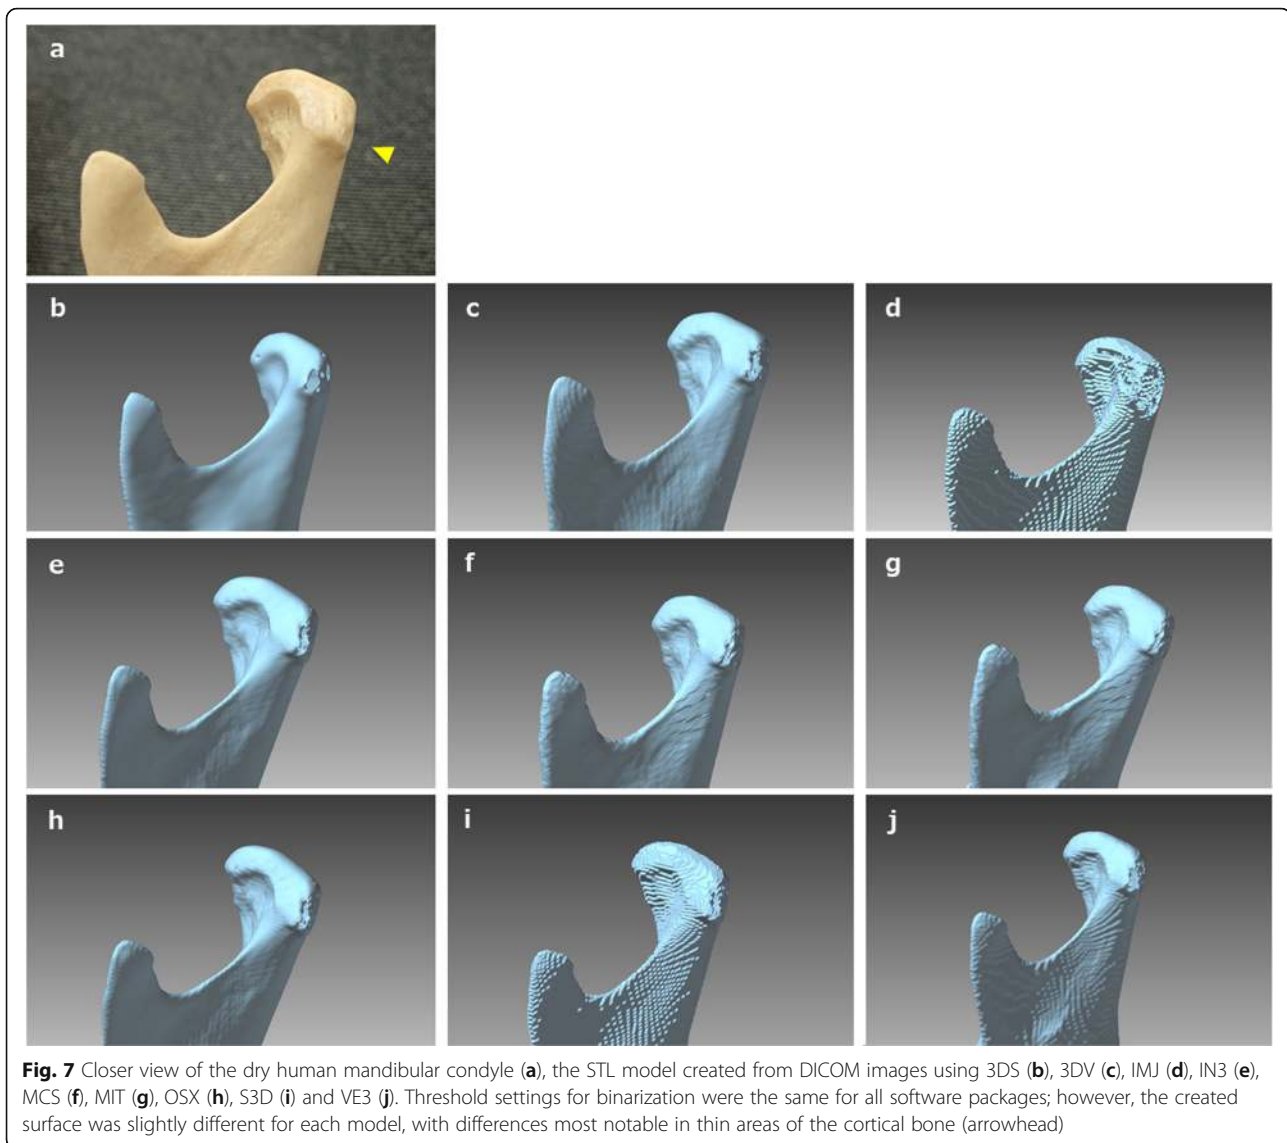 a
b
c
d
e
f
g
h
i
j
Fig. 7 Closer view of the dry human mandibular condyle (a), the STL model created from DICOM images using 3DS (b), 3DV (c), IMJ (d), IN3 (e),
MCS (f), MIT (g), OSX (h), S3D (i) and VE3 (j). Threshold settings for binarization were the same for all software packages; however, the created
surface was slightly different for each model, with differences most notable in thin areas of the cortical bone (arrowhead)